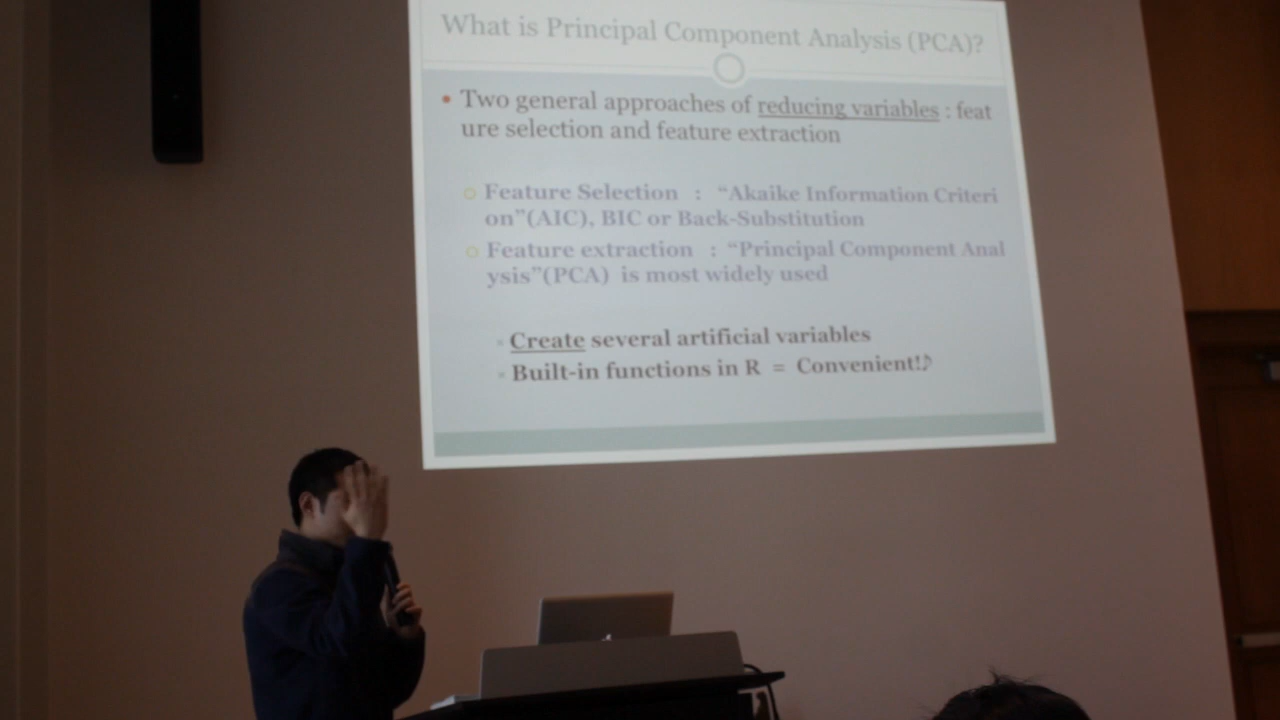 What is Principal Component Analysis (PCA)?
• Two general approaches of reducing variables : feat
ure selection and feature extraction
○ Feature Selection : “Akaike Information Criteri
on”(AIC), BIC or Back-Substitution
○ Feature extraction : “Principal Component Anal
ysis”(PCA) is most widely used
▫ Create several artificial variables
▫ Built-in functions in R = Convenient!♪